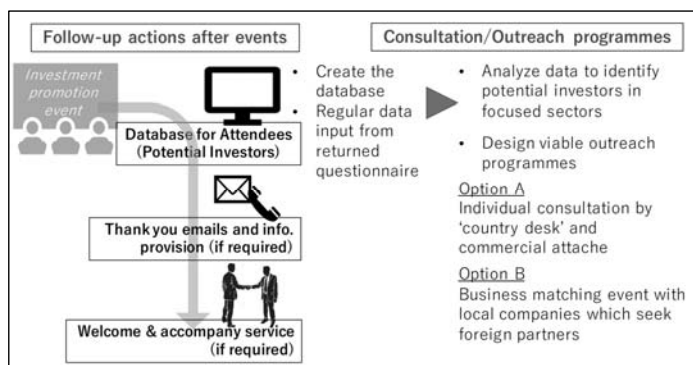 Follow-up actions after events
Investment
promotion
event
Database for Attendees
(Potential Investors)
• Create the
database
• Regular data
input from
returned
questionnaire
Thank you emails and info.
provision (if required)
Welcome & accompany service
(if required)
Consultation/Outreach programmes
• Analyze data to identify
potential investors in
focused sectors
• Design viable outreach
programmes
Option A
Individual consultation by
‘country desk’ and
commercial attache
Option B
Business matching event with
local companies which seek
foreign partners